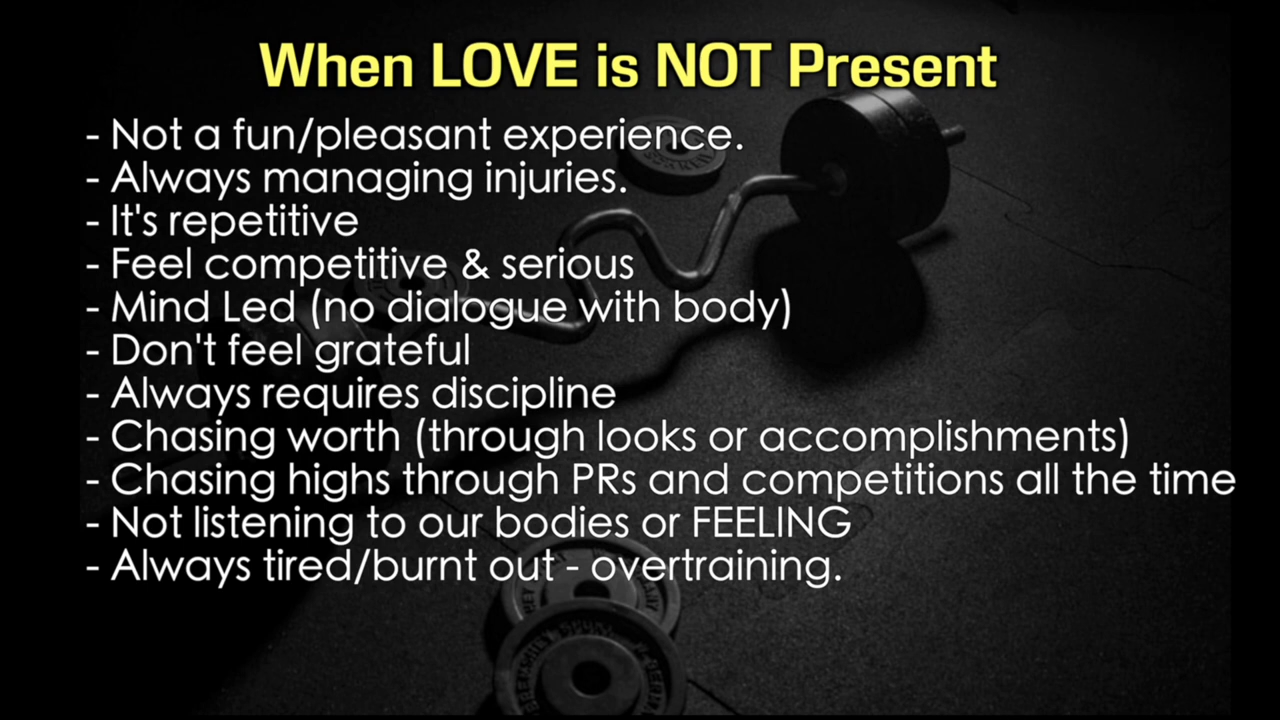 When LOVE is NOT Present
- Not a fun/pleasant experience.
- Always managing injuries.
- It's repetitive
- Feel competitive & serious
- Mind Led (no dialogue with body)
- Don't feel grateful
- Always requires discipline
- Chasing worth (through looks or accomplishments)
- Chasing highs through PRs and competitions all the time
- Not listening to our bodies or FEELING
- Always tired/burnt out - overtraining.